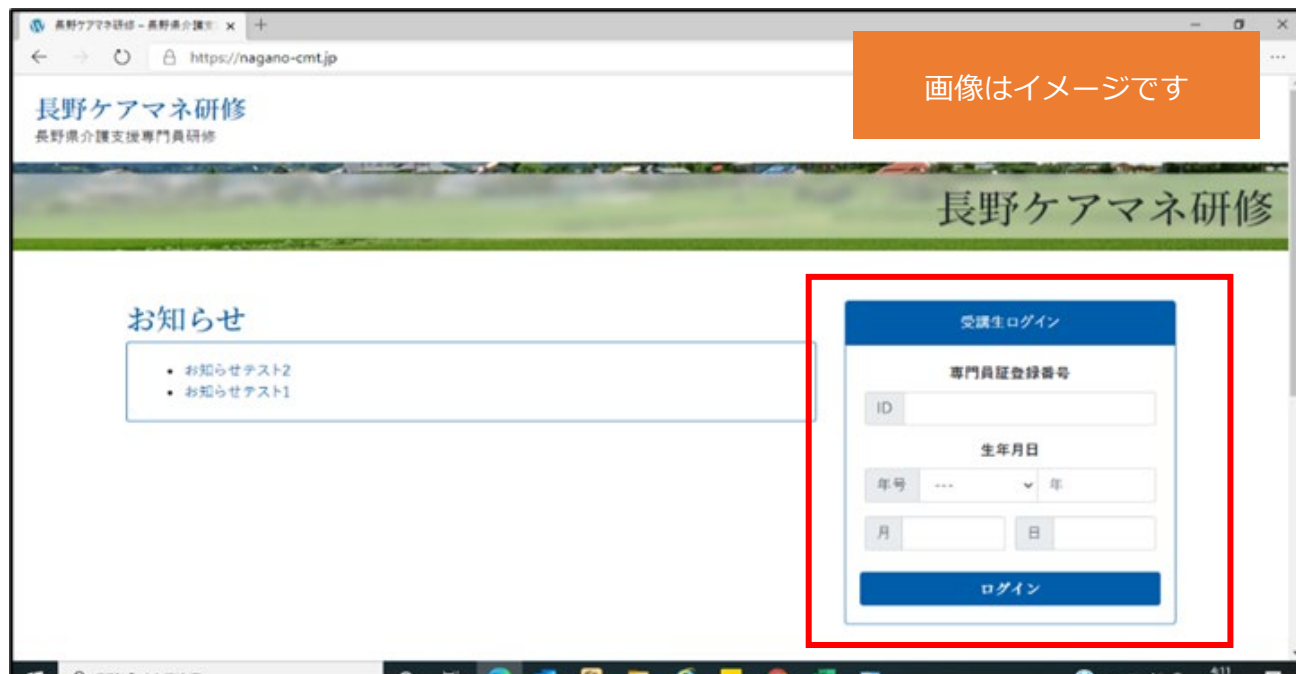 長野ケアマネ研修 – 長野県介護支
https://nagano-cmt.jp
画像はイメージです
長野ケアマネ研修
長野県介護支援専門員研修
長野ケアマネ研修
お知らせ
お知らせテスト2
お知らせテスト1
受講生ログイン
専門員証登録番号
ID
生年月日
年号 --- 年
月 日
ログイン
4:11